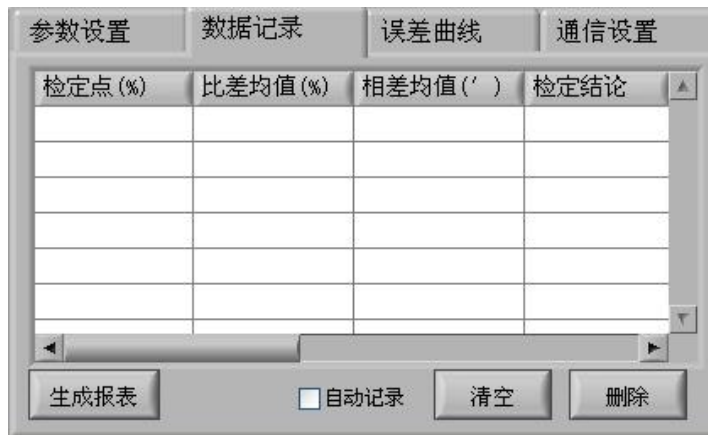 参数设置 数据记录 误差曲线 通信设置
检定点(%) 比差均值(%) 相差均值(′) 检定结论
生成报表 自动记录 清空 删除